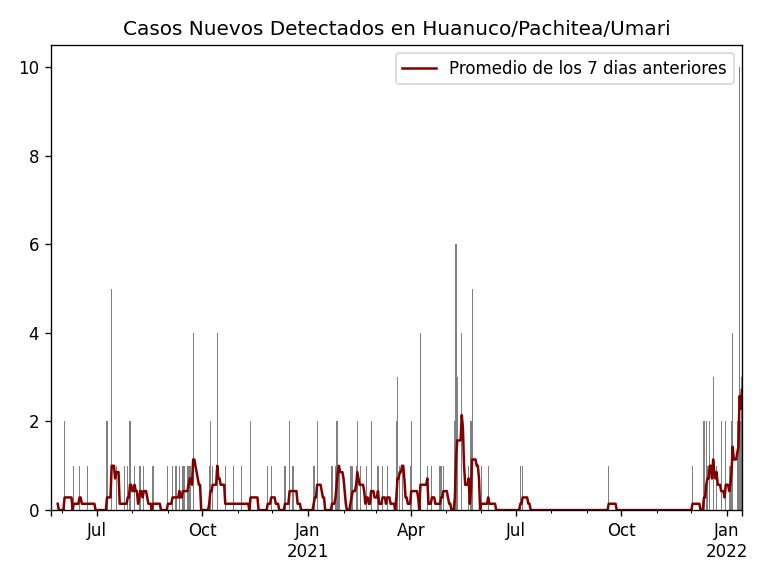 Casos Nuevos Detectados en Huanuco/Pachitea/Umari
Promedio de los 7 dias anteriores
10
8
6
4
2
0
Jul
Oct
Jan
2021
Apr
Jul
Oct
Jan
2022